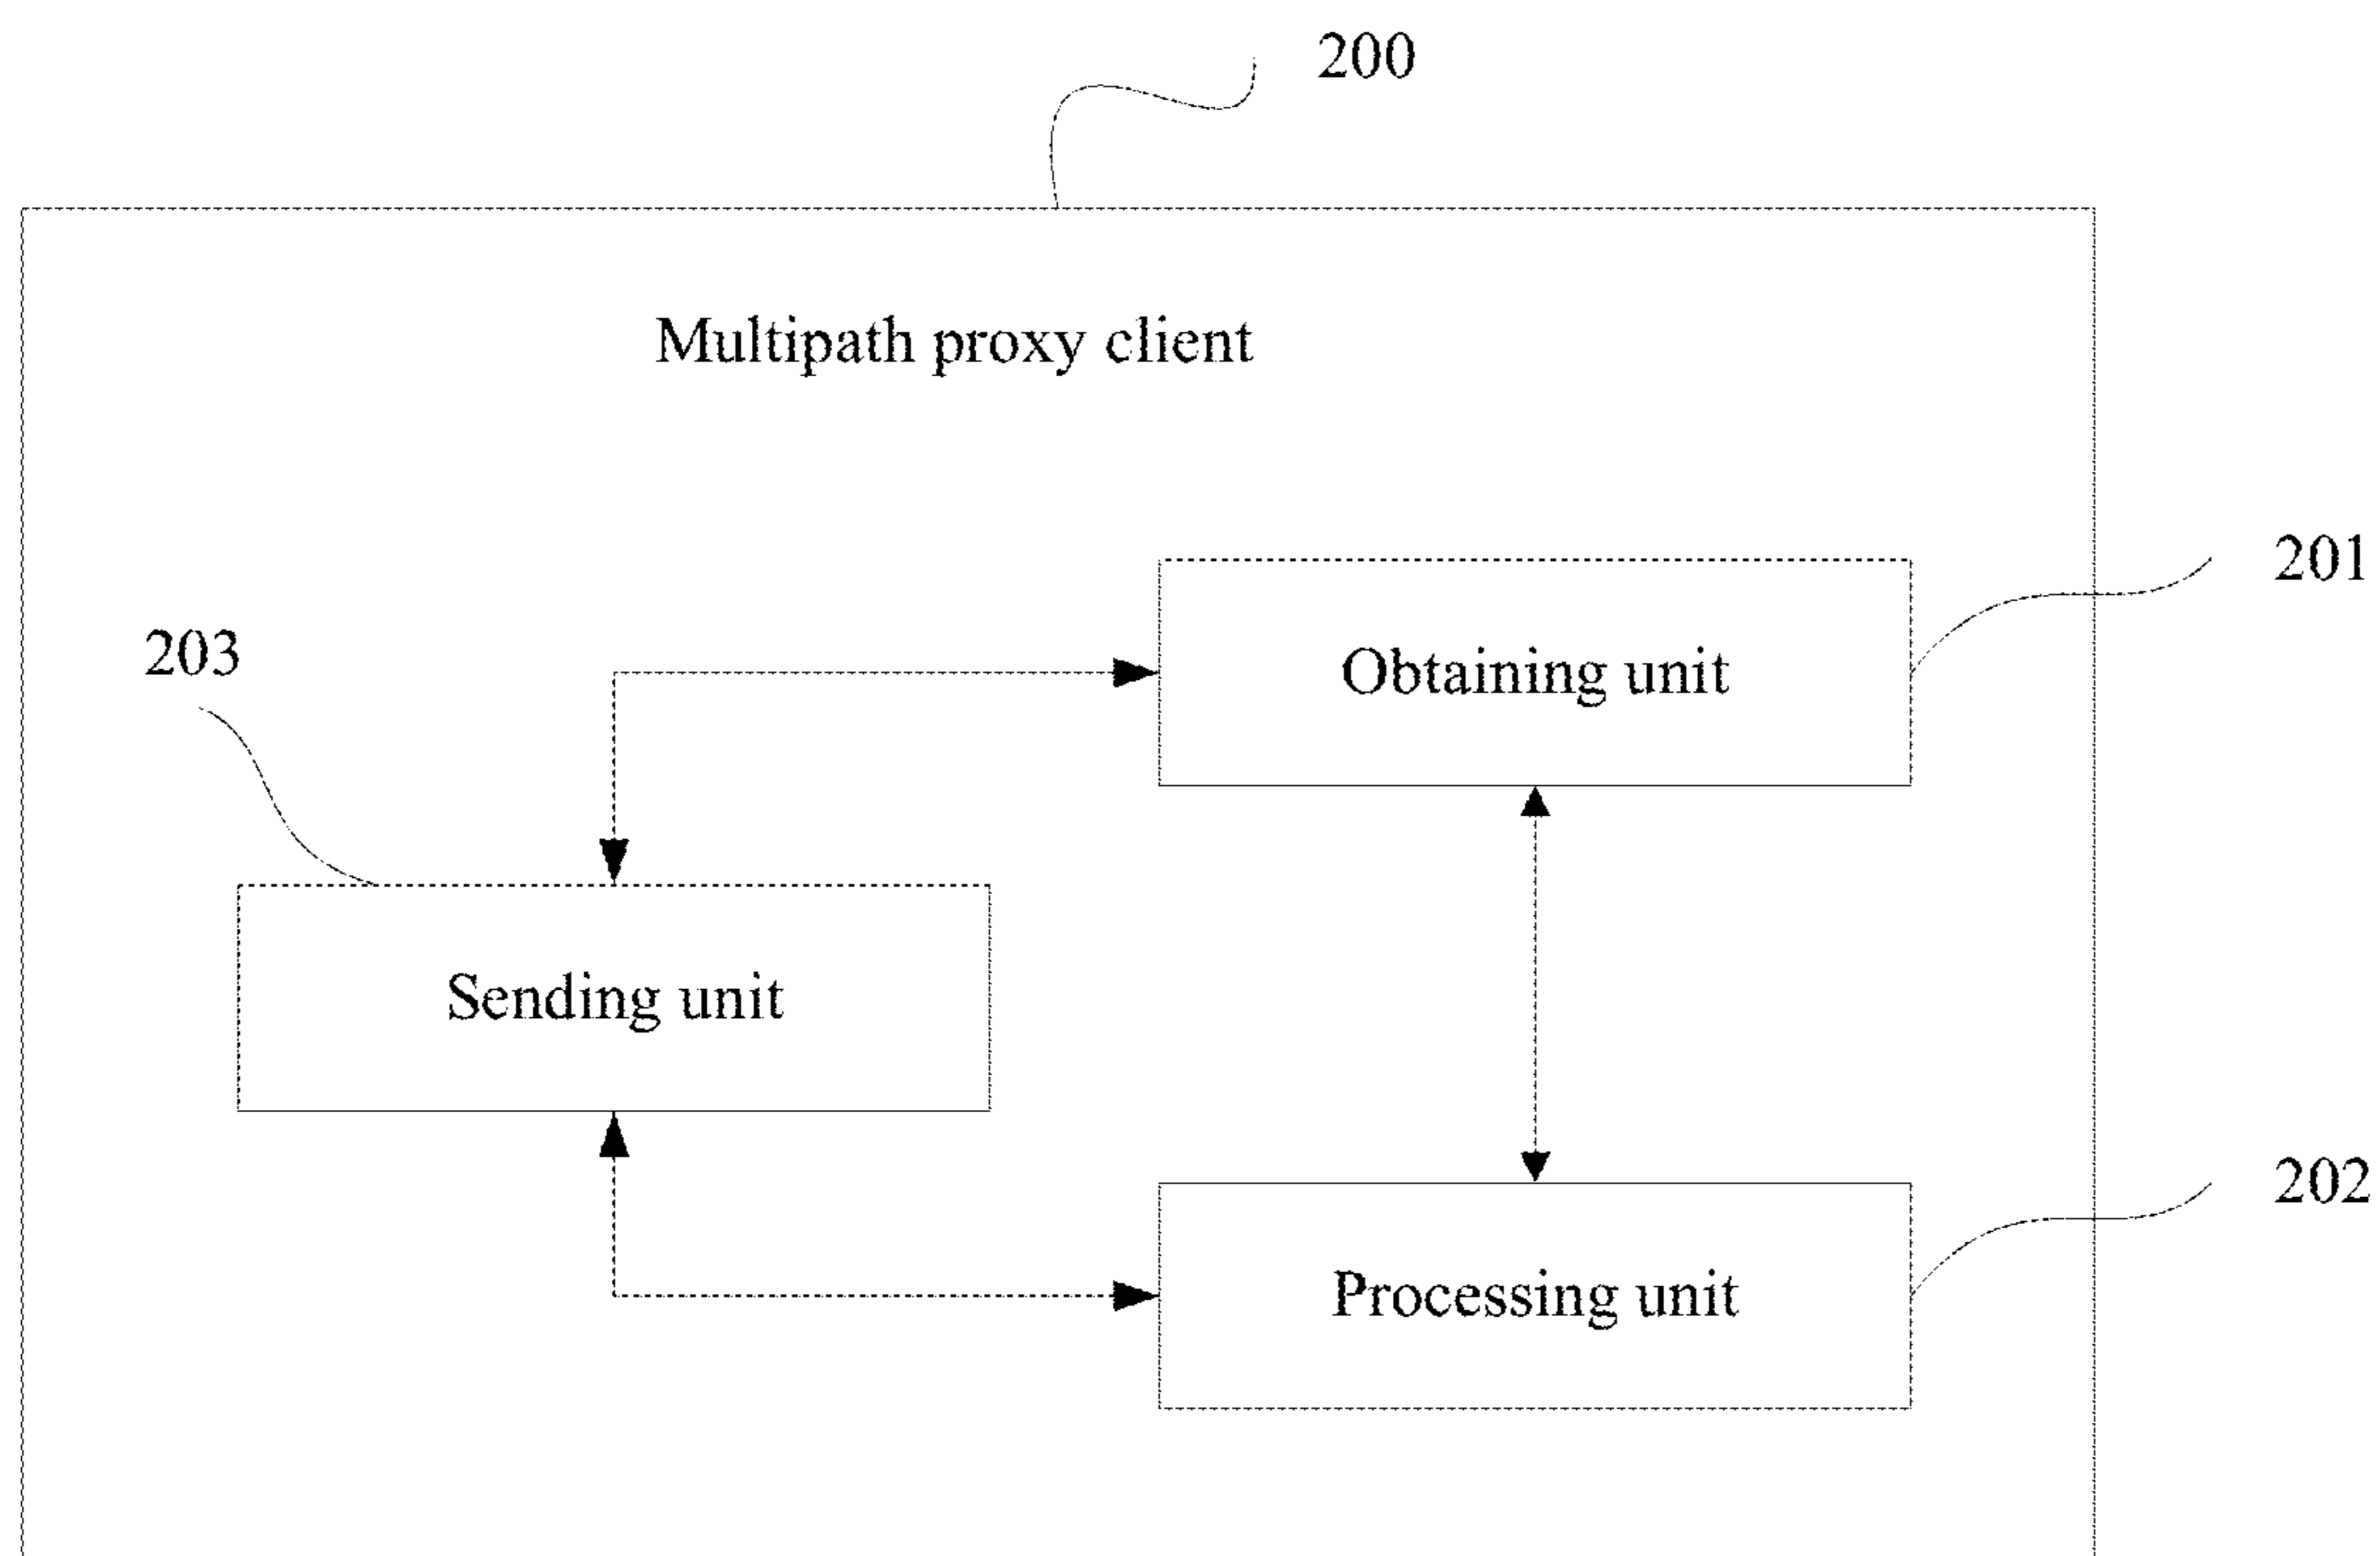 200
Multipath proxy client
201
Obtaining unit
203
Sending unit
202
Processing unit